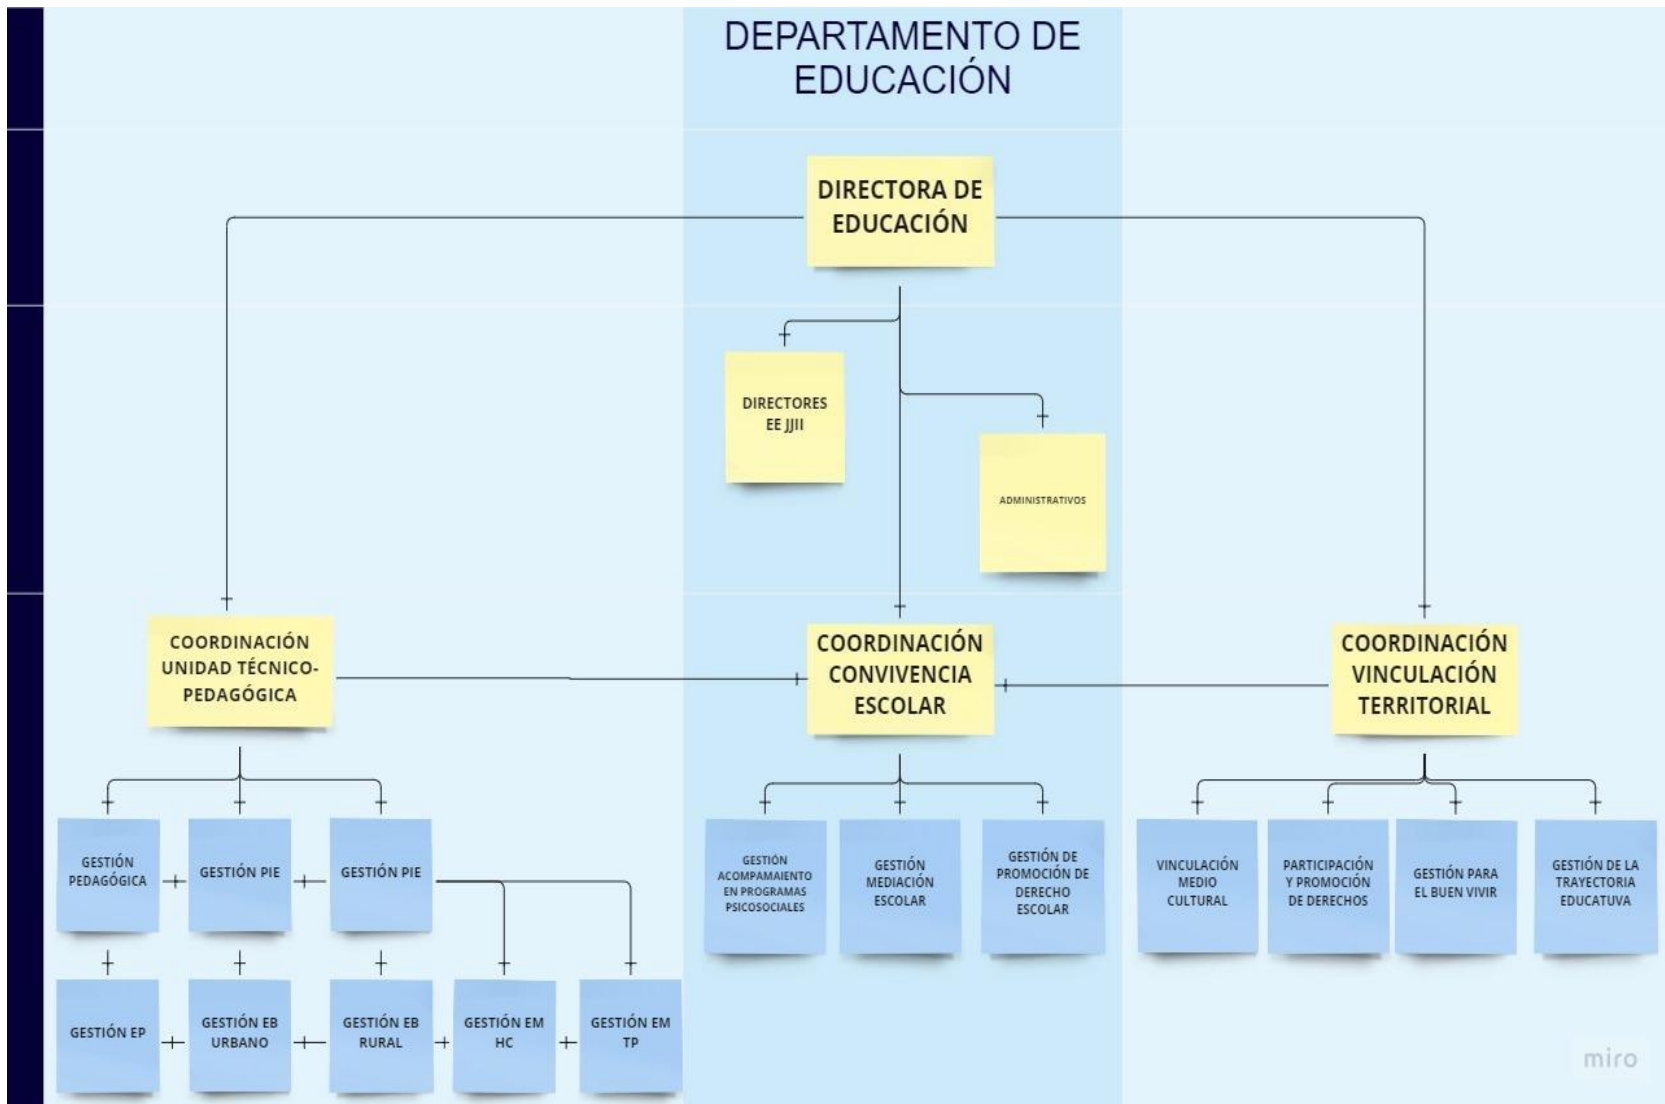 DEPARTAMENTO DE
EDUCACIÓN
DIRECTORA DE
EDUCACIÓN
DIRECTORES
EE JJII
ADMINISTRATIVOS
COORDINACIÓN
UNIDAD TÉCNICO-
PEDAGÓGICA
COORDINACIÓN
CONVIVENCIA
ESCOLAR
COORDINACIÓN
VINCULACIÓN
TERRITORIAL
GESTIÓN
PEDAGÓGICA
GESTIÓN PIE
GESTIÓN PIE
GESTIÓN
ACOMPAMAIENTO
EN PROGRAMAS
PSICOSOCIALES
GESTIÓN
MEDIACIÓN
ESCOLAR
GESTIÓN DE
PROMOCIÓN DE
DERECHO
ESCOLAR
VINCULACIÓN
MEDIO
CULTURAL
PARTICIPACIÓN
Y PROMOCIÓN
DE DERECHOS
GESTIÓN PARA
EL BUEN VIVIR
GESTIÓN DE LA
TRAYECTORIA
EDUCATUVA
GESTIÓN EP
GESTIÓN EB
URBANO
GESTIÓN EB
RURAL
GESTIÓN EM
HC
GESTIÓN EM
TP
miro